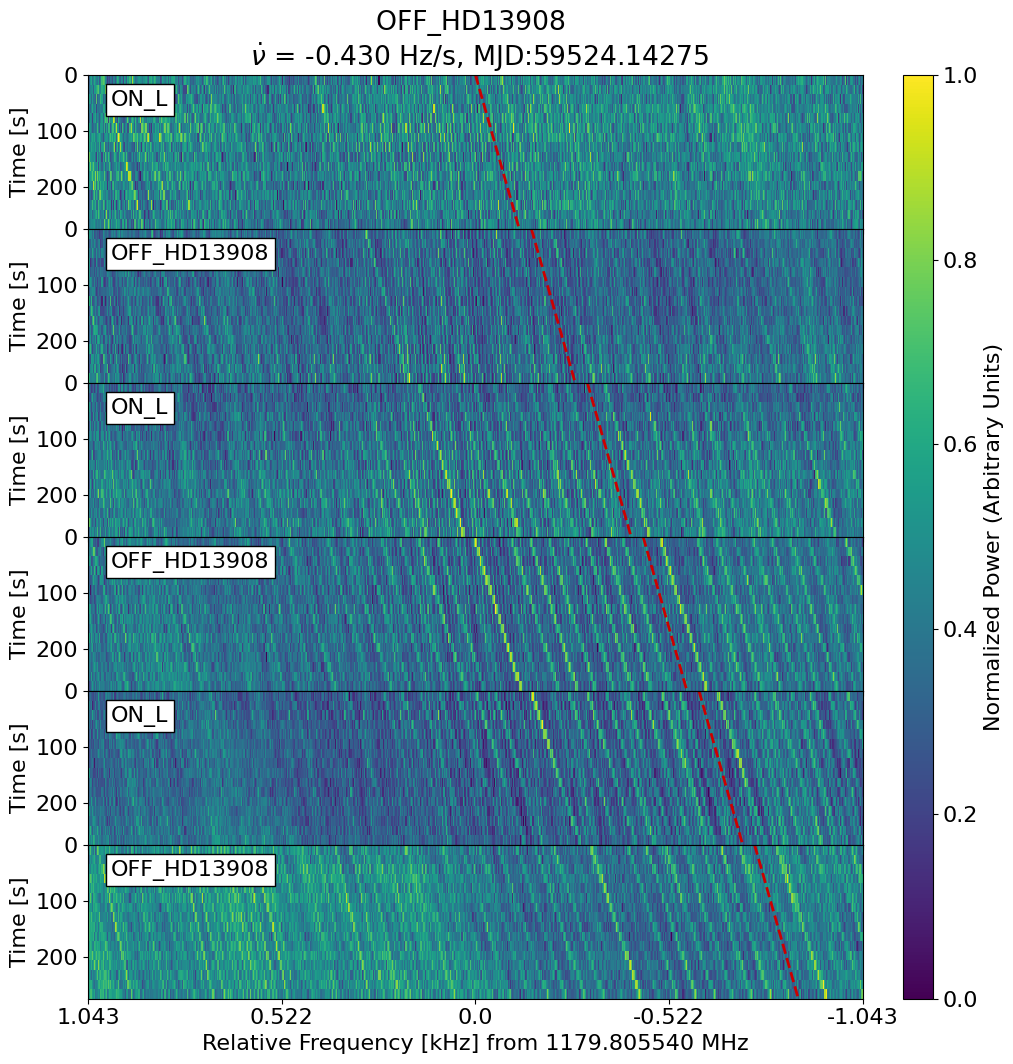 OFF_HD13908
ν̇ = -0.430 Hz/s, MJD:59524.14275
0
ON_L
100
200
Time [s]
0
OFF_HD13908
100
200
Time [s]
0
ON_L
100
200
Time [s]
0
OFF_HD13908
100
200
Time [s]
0
ON_L
100
200
Time [s]
0
OFF_HD13908
100
200
Time [s]
1.043 0.522 0.0 -0.522 -1.043
Relative Frequency [kHz] from 1179.805540 MHz
1.0
0.8
0.6
0.4
0.2
0.0
Normalized Power (Arbitrary Units)